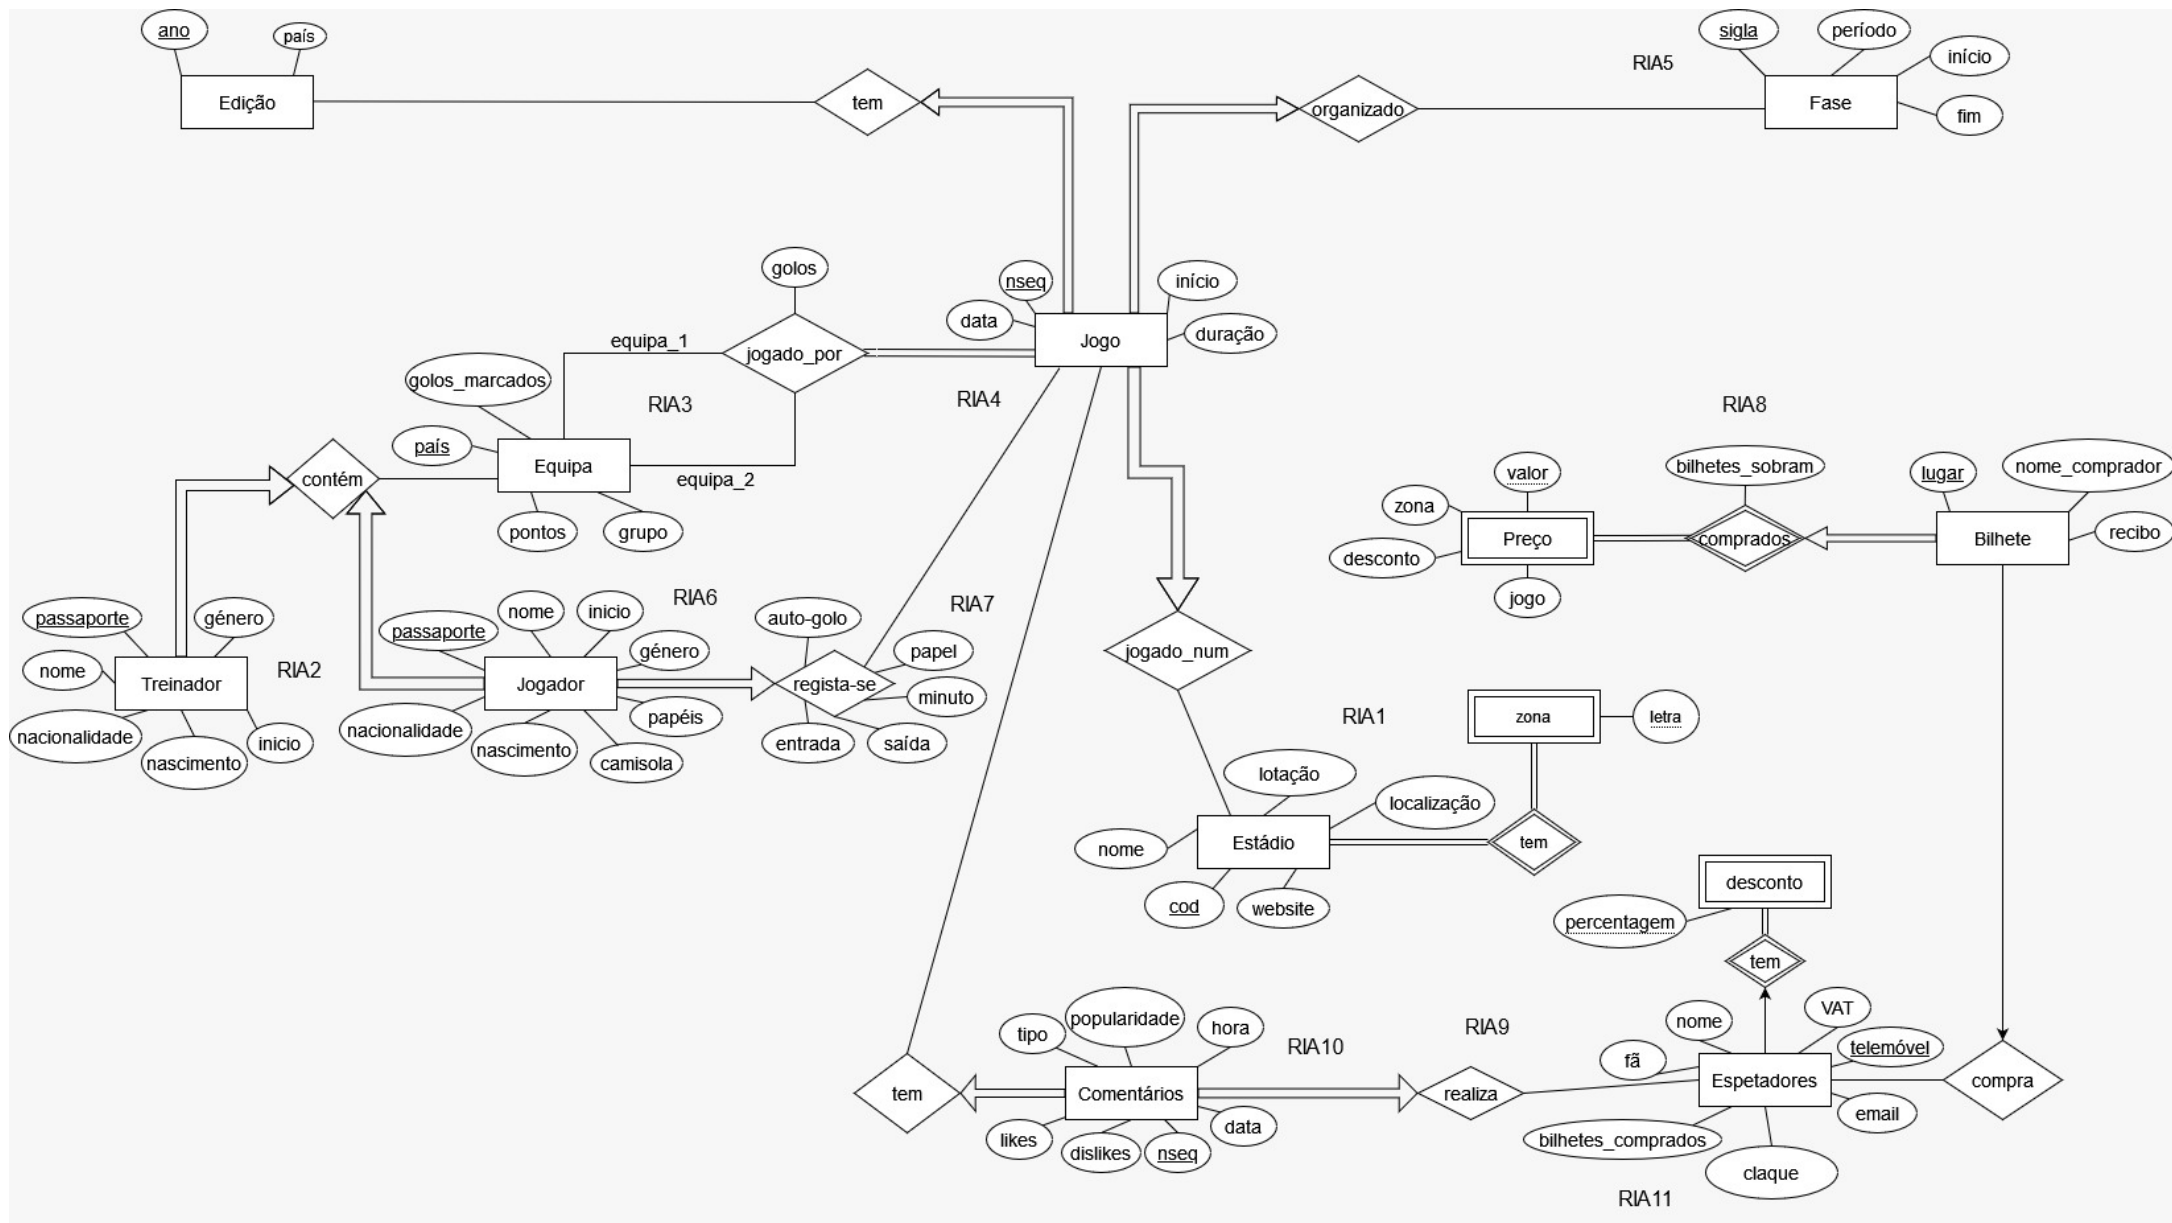 ano
país
Edição
tem
organizado
RIA5
sigla
período
início
fim
Fase
golos
equipa_1
jogado_por
equipa_2
nseq
data
início
duração
Jogo
golos_marcados
país
Equipa
pontos
grupo
RIA3
RIA4
contém
passaporte
género
nome
Treinador
nacionalidade
nascimento
inicio
RIA2
passaporte
nome
inicio
género
Jogador
papéis
nacionalidade
nascimento
camisola
RIA6
auto-golo
papel
regista-se
minuto
entrada
saída
RIA7
jogado_num
RIA8
valor
zona
Preço
desconto
jogo
bilhetes_sobram
comprados
lugar
nome_comprador
Bilhete
recibo
RIA1
zona
letra
lotação
localização
nome
Estádio
tem
cod
website
desconto
percentagem
tem
tem
tipo
popularidade
hora
RIA10
Comentários
likes
dislikes
nseq
data
RIA9
realiza
nome
VAT
fã
telemóvel
Espetadores
email
bilhetes_comprados
claque
compra
RIA11